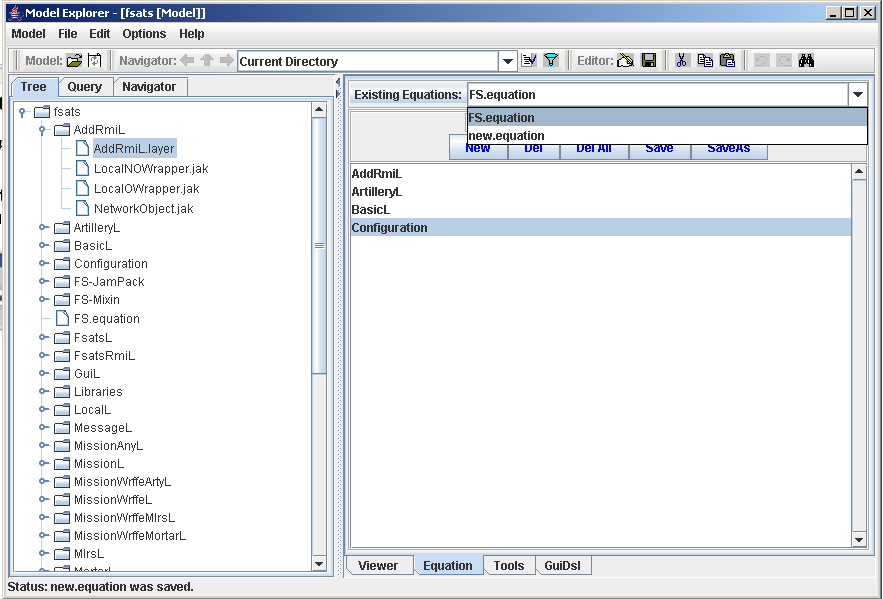 Model Explorer - [fsats [Model]]
Model File Edit Options Help
Model: Navigator: Current Directory Editor:
Tree Query Navigator
fsats
AddRmiL
AddRmiL.layer
LocalNOWrapper.jak
LocalOWrapper.jak
NetworkObject.jak
ArtilleryL
BasicL
Configuration
FS-JamPack
FS-Mixin
FS.equation
FsatsL
FsatsRmiL
GuiL
Libraries
LocalL
MessageL
MissionAnyL
MissionL
MissionWrffeArtyL
MissionWrffeL
MissionWrffeMlrsL
MissionWrffeMortarL
MlrsL
MortarL
Existing Equations: FS.equation
FS.equation
new.equation
New Del Del All Save SaveAs
AddRmiL
ArtilleryL
BasicL
Configuration
Viewer Equation Tools GuiDsl
Status: new.equation was saved.